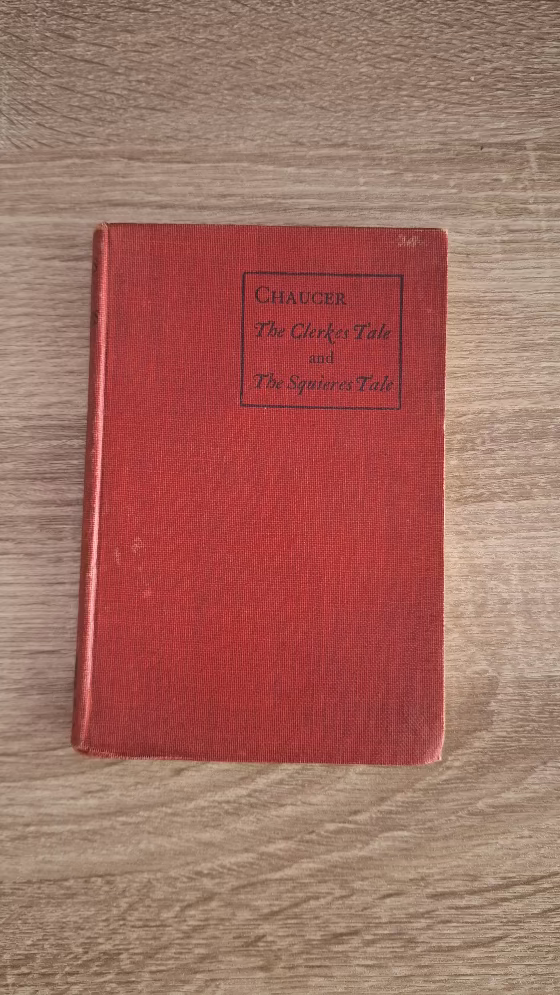 CHAUCER
The Clerkes Tale
and
The Squieres Tale